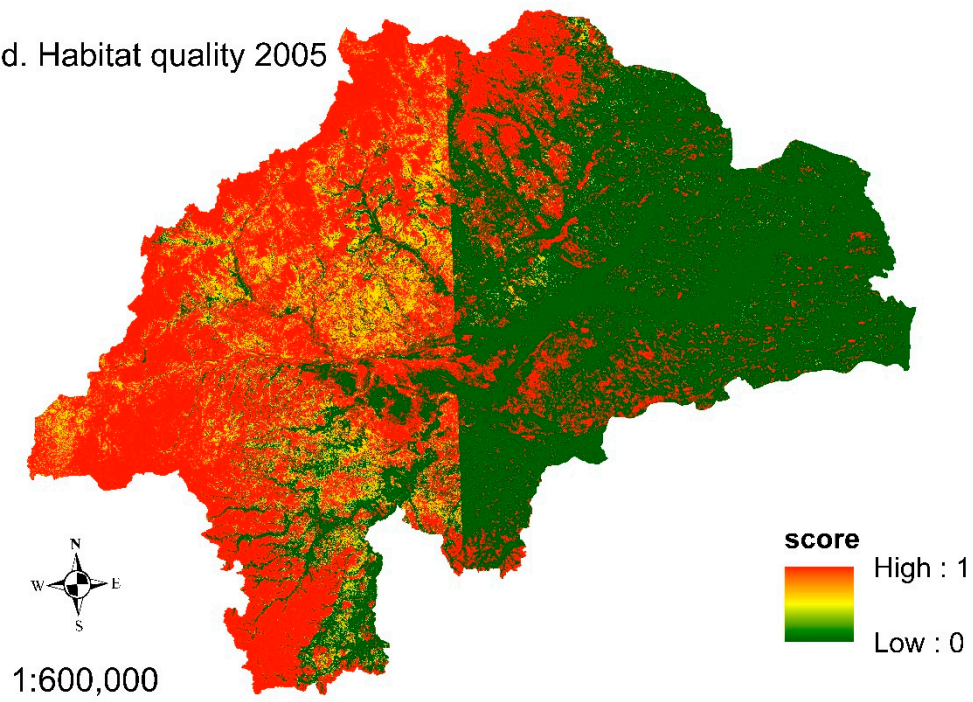 d. Habitat quality 2005
N
W E
S
1:600,000
score
High : 1
Low : 0